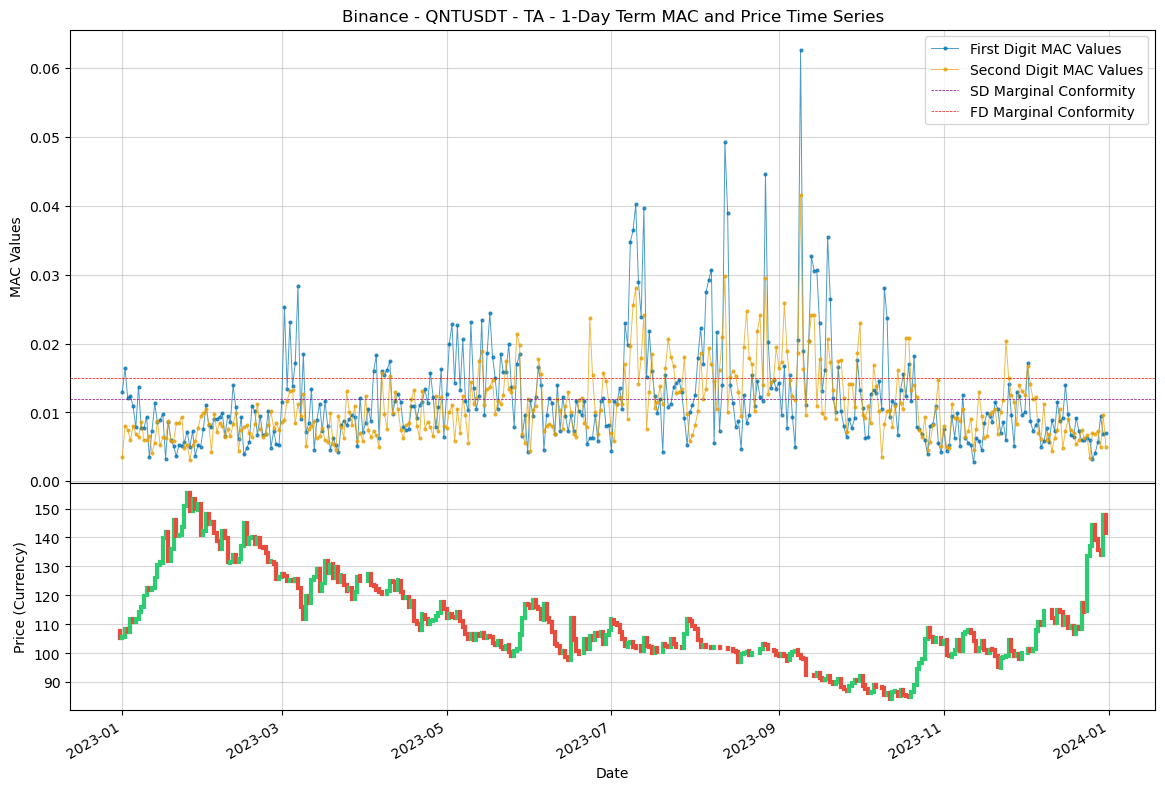 Binance - QNTUSDT - TA - 1-Day Term MAC and Price Time Series
First Digit MAC Values
Second Digit MAC Values
SD Marginal Conformity
FD Marginal Conformity
MAC Values
0.06
0.05
0.04
0.03
0.02
0.01
0.00
Price (Currency)
150
140
130
120
110
100
90
2023-01
2023-03
2023-05
2023-07
2023-09
2023-11
2024-01
Date